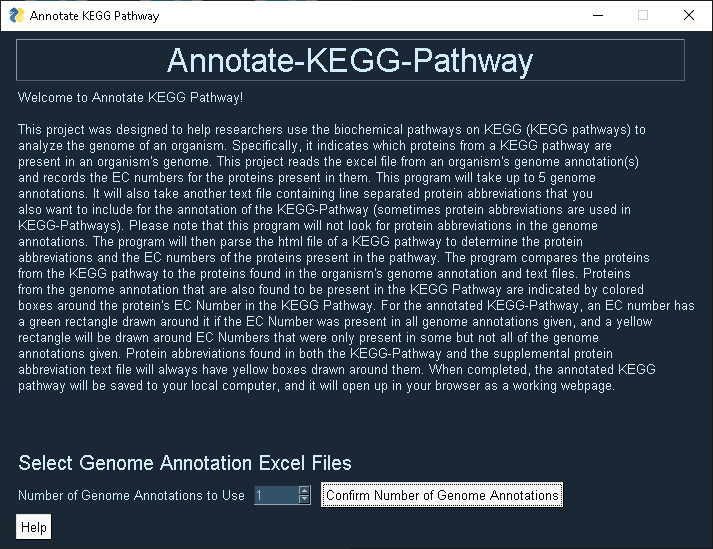 Annotate KEGG Pathway
Annotate-KEGG-Pathway
Welcome to Annotate KEGG Pathway!
This project was designed to help researchers use the biochemical pathways on KEGG (KEGG pathways) to
analyze the genome of an organism. Specifically, it indicates which proteins from a KEGG pathway are
present in an organism's genome. This project reads the excel file from an organism's genome annotation(s)
and records the EC numbers for the proteins present in them. This program will take up to 5 genome
annotations. It will also take another text file containing line separated protein abbreviations that you
also want to include for the annotation of the KEGG-Pathway (sometimes protein abbreviations are used in
KEGG-Pathways). Please note that this program will not look for protein abbreviations in the genome
annotations. The program will then parse the html file of a KEGG pathway to determine the protein
abbreviations and the EC numbers of the proteins present in the pathway. The program compares the proteins
from the KEGG pathway to the proteins found in the organism's genome annotation and text files. Proteins
from the genome annotation that are also found to be present in the KEGG Pathway are indicated by colored
boxes around the protein's EC Number in the KEGG Pathway. For the annotated KEGG-Pathway, an EC number has
a green rectangle drawn around it if the EC Number was present in all genome annotations given, and a yellow
rectangle will be drawn around EC Numbers that were only present in some but not all of the genome
annotations given. Protein abbreviations found in both the KEGG-Pathway and the supplemental protein
abbreviation text file will always have yellow boxes drawn around them. When completed, the annotated KEGG
pathway will be saved to your local computer, and it will open up in your browser as a working webpage.
Select Genome Annotation Excel Files
Number of Genome Annotations to Use 1 Confirm Number of Genome Annotations
Help